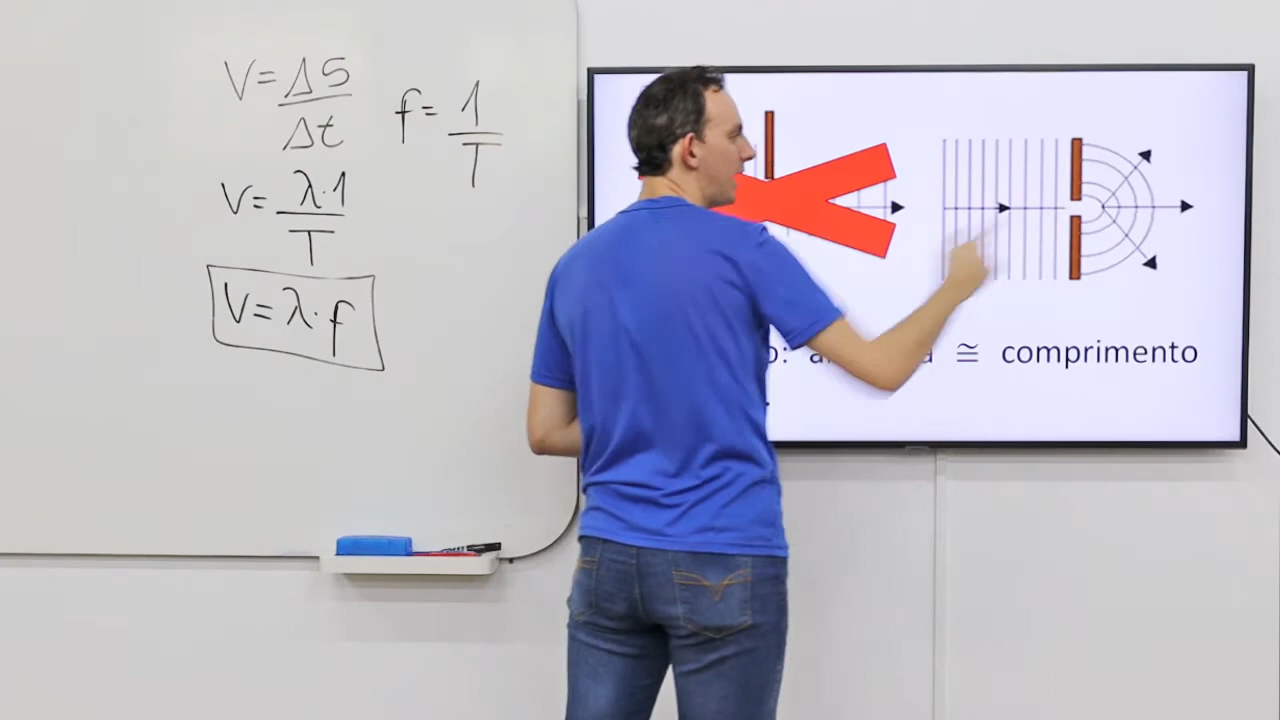 V = ΔS
Δt
f = 1
T
V = λ·1
T
V = λ·f
≅ comprimento